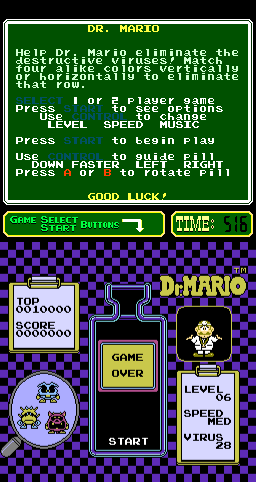 DR. MARIO
Help Dr. Mario eliminate the
destructive viruses! Match
four alike colors vertically
or horizontally to eliminate
that row.
SELECT 1 or 2 player game
Press START to see options
Use CONTROL to change
LEVEL SPEED MUSIC
Press START to begin play
Use CONTROL to guide pill
DOWN FASTER LEFT RIGHT
Press A or B to rotate pill
GOOD LUCK!
GAME SELECT
START BUTTONS
TIME: 516
Dr. MARIO TM
TOP
0010000
SCORE
0000000
GAME
OVER
START
LEVEL
06
SPEED
MED
VIRUS
28